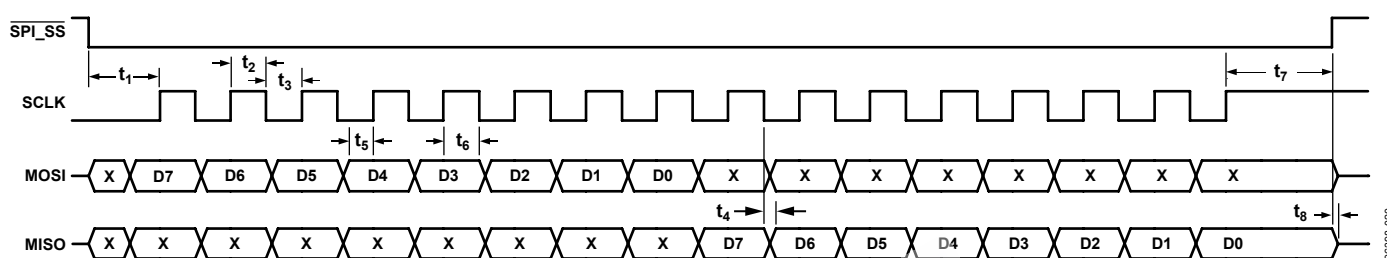 SPI_SS
t1 t2 t3 t7
SCLK
t5 t6
MOSI X D7 D6 D5 D4 D3 D2 D1 D0 X X X X X X X X
t4 t8
MISO X X X X X X X X X D7 D6 D5 D4 D3 D2 D1 D0